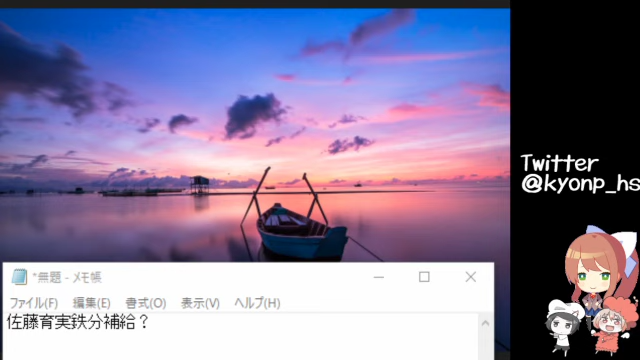 Twitter
@kyonp_hs
*無題 - メモ帳
ファイル(F) 編集(E) 書式(O) 表示(V) ヘルプ(H)
佐藤育実鉄分補給？